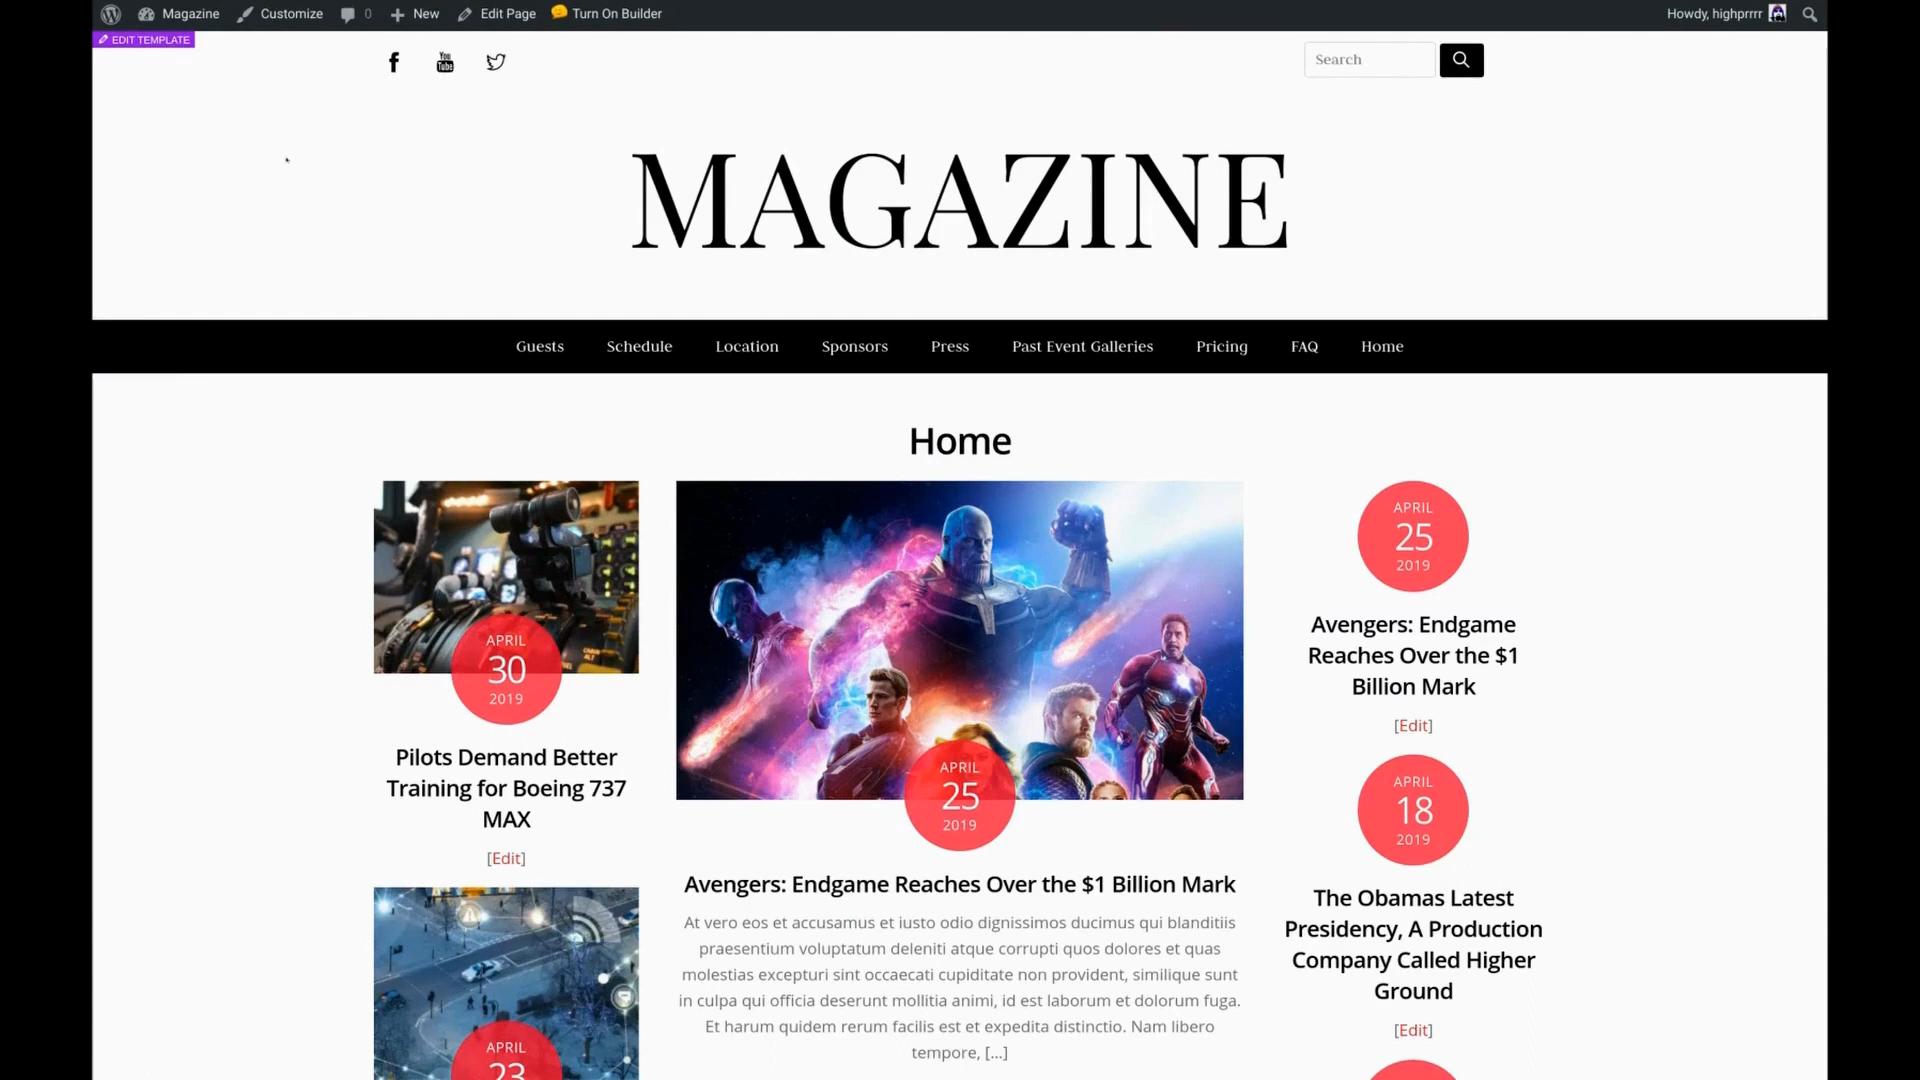 Magazine Customize 0 New Edit Page Turn On Builder Howdy, highprrrr
EDIT TEMPLATE
You
Tube
Search
MAGAZINE
Guests Schedule Location Sponsors Press Past Event Galleries Pricing FAQ Home
Home
APRIL
30
2019
Pilots Demand Better
Training for Boeing 737
MAX
[Edit]
APRIL
23
APRIL
25
2019
Avengers: Endgame Reaches Over the $1 Billion Mark
At vero eos et accusamus et iusto odio dignissimos ducimus qui blanditiis
praesentium voluptatum deleniti atque corrupti quos dolores et quas
molestias excepturi sint occaecati cupiditate non provident, similique sunt
in culpa qui officia deserunt mollitia animi, id est laborum et dolorum fuga.
Et harum quidem rerum facilis est et expedita distinctio. Nam libero
tempore, [...]
APRIL
25
2019
Avengers: Endgame
Reaches Over the $1
Billion Mark
[Edit]
APRIL
18
2019
The Obamas Latest
Presidency, A Production
Company Called Higher
Ground
[Edit]